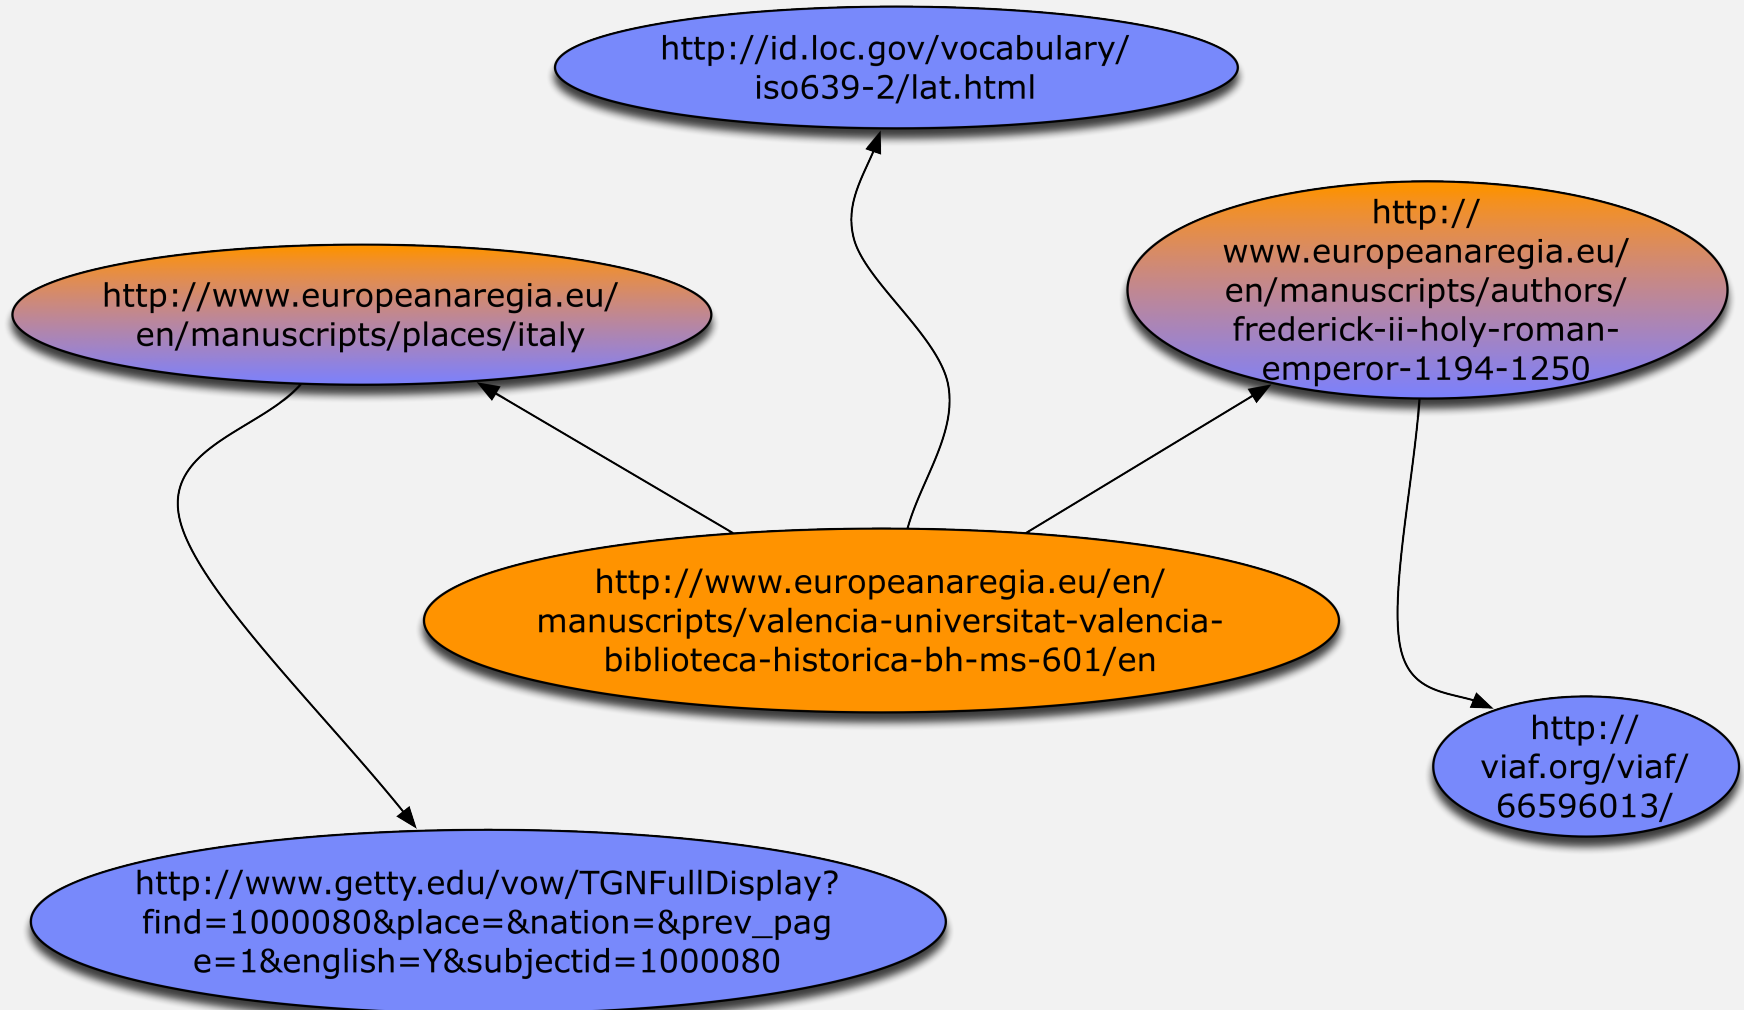 http://id.loc.gov/vocabulary/
iso639-2/lat.html
http://
www.europeanaregia.eu/
en/manuscripts/authors/
frederick-ii-holy-roman-
emperor-1194-1250
http://www.europeanaregia.eu/
en/manuscripts/places/italy
http://www.europeanaregia.eu/en/
manuscripts/valencia-universitat-valencia-
biblioteca-historica-bh-ms-601/en
http://
viaf.org/viaf/
66596013/
http://www.getty.edu/vow/TGNFullDisplay?
find=1000080&place=&nation=&prev_pag
e=1&english=Y&subjectid=1000080